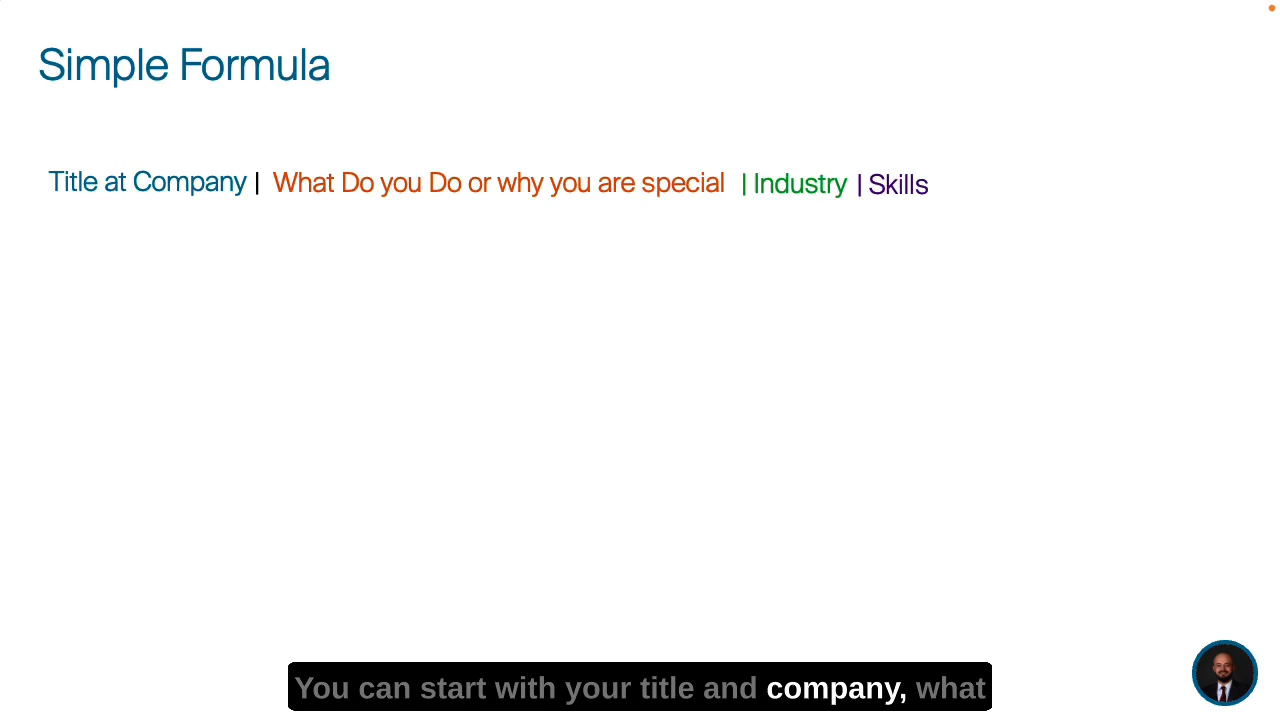 Simple Formula
Title at Company | What Do you Do or why you are special | Industry | Skills
You can start with your title and company, what